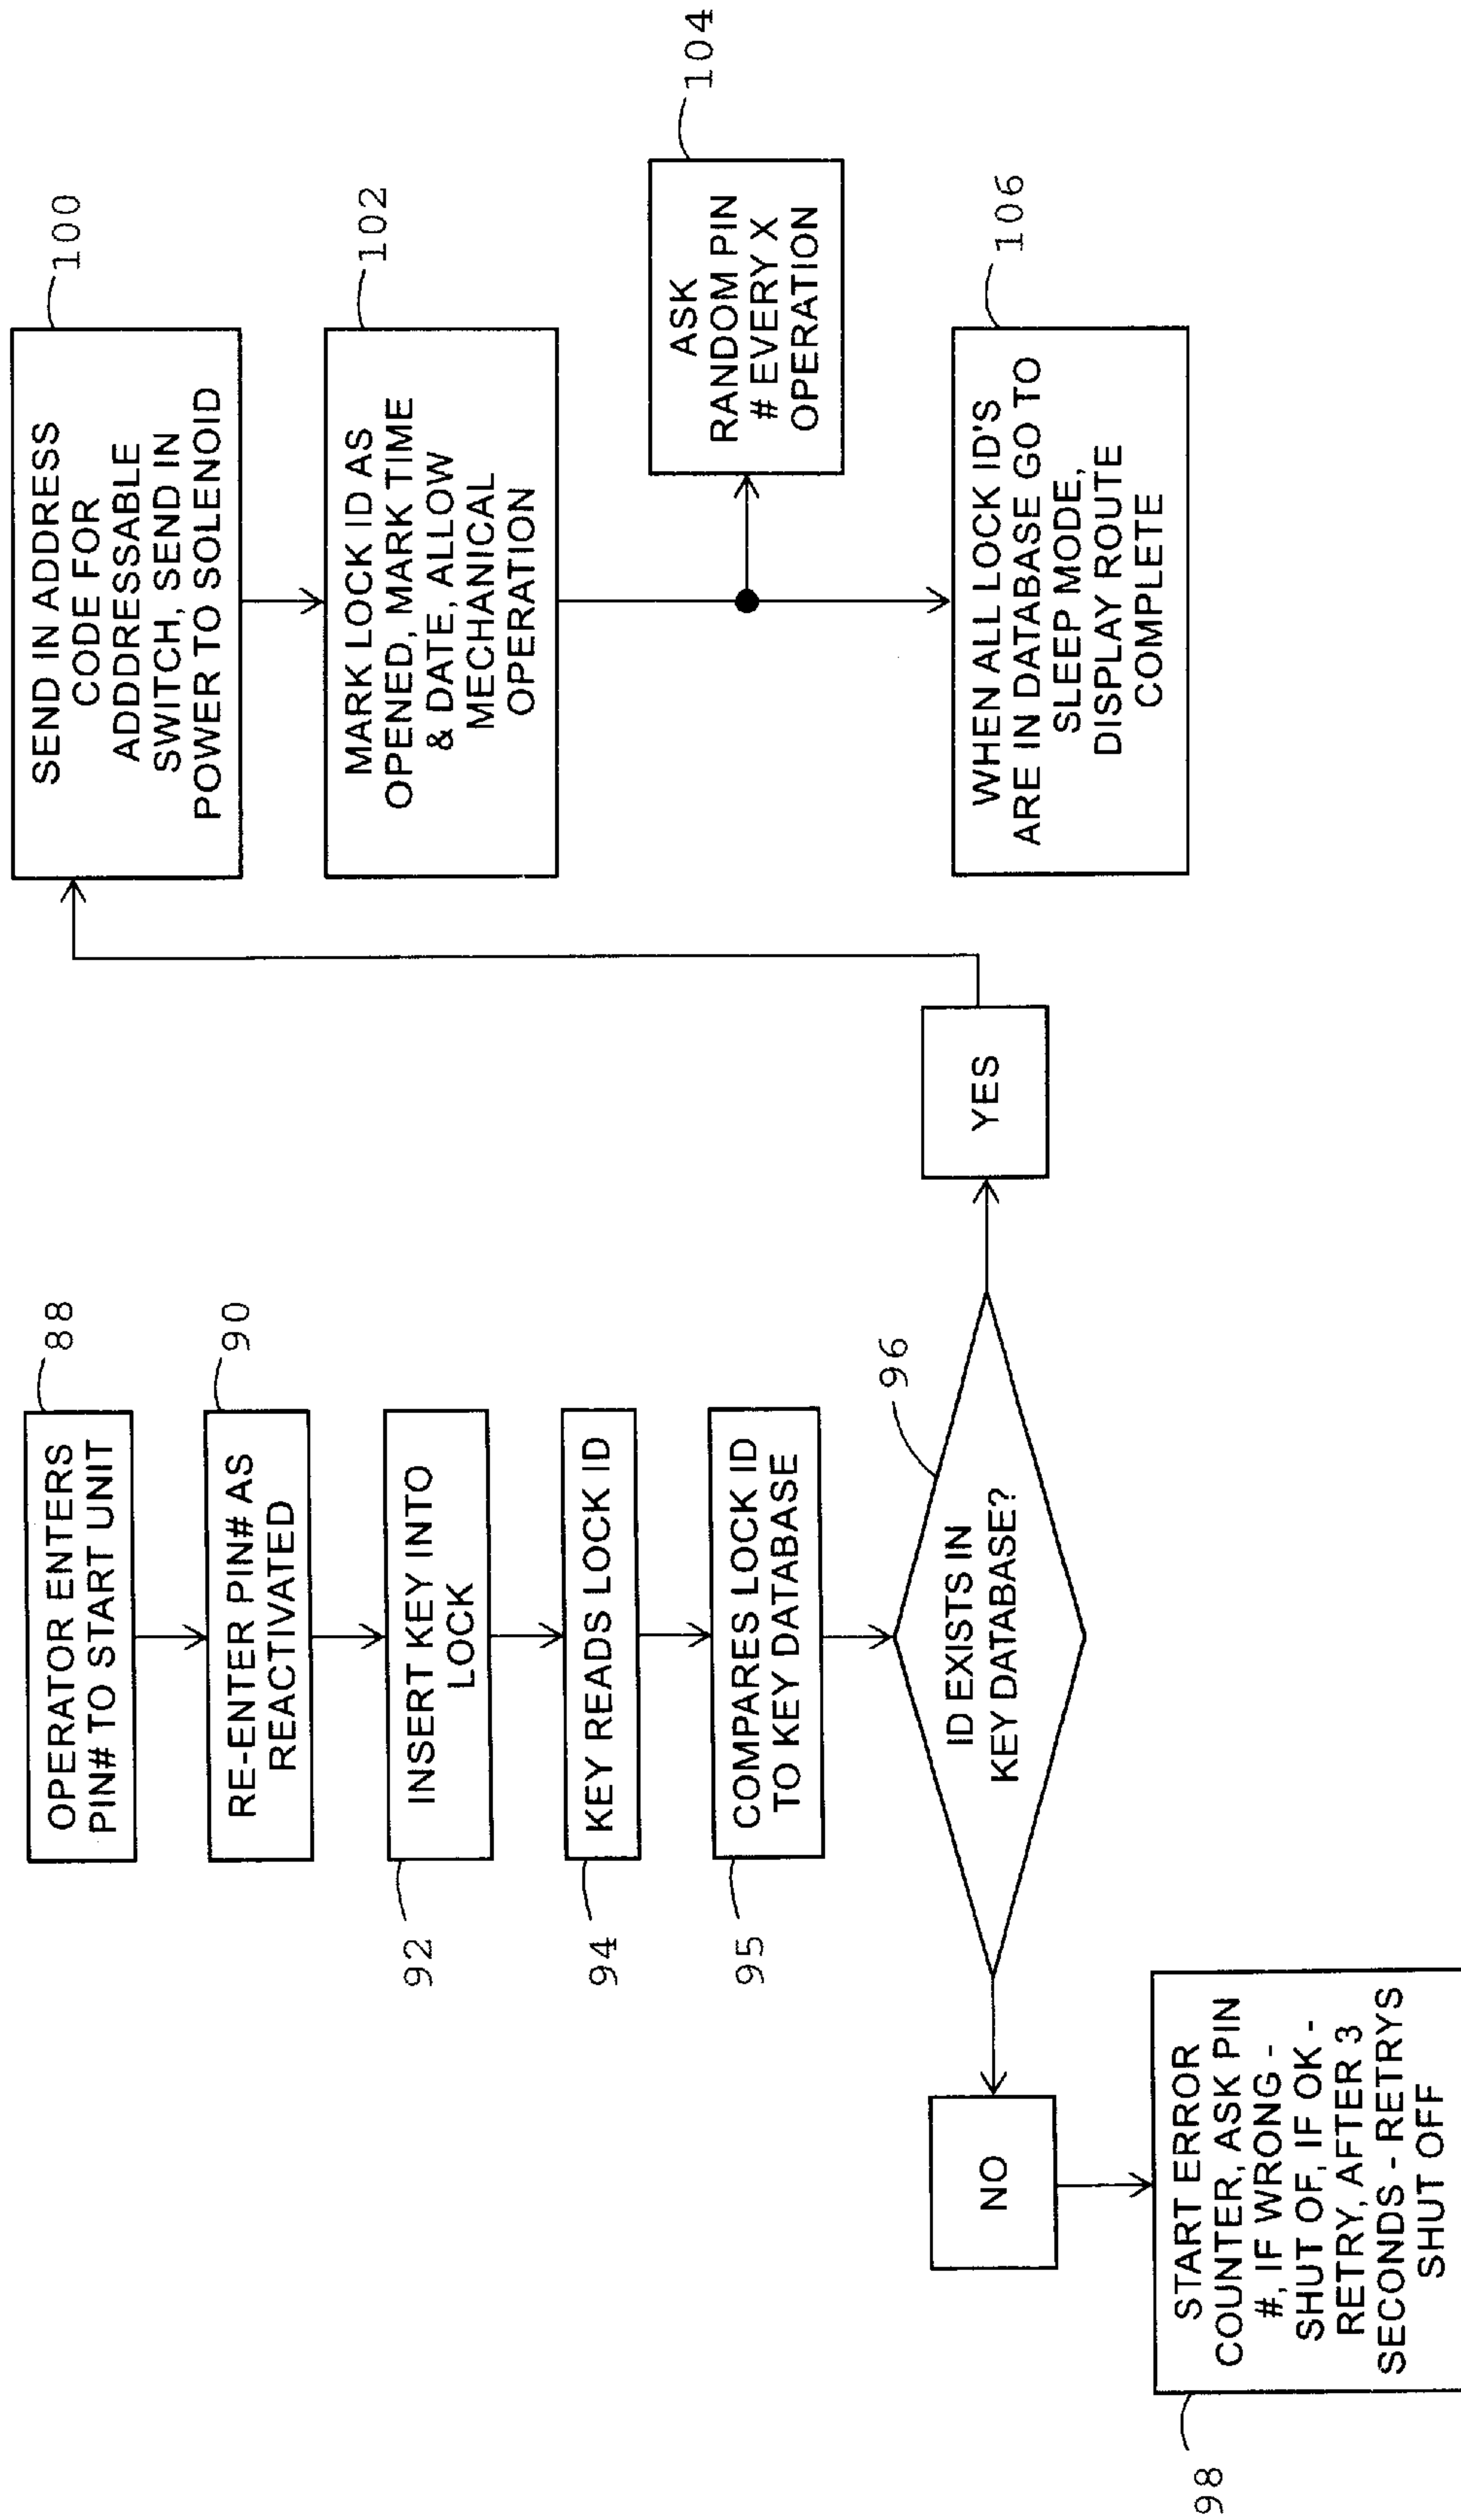 88
OPERATOR ENTERS
PIN# TO START UNIT
90
RE-ENTER PIN# AS
REACTIVATED
92
INSERT KEY INTO
LOCK
94
KEY READS LOCK ID
95
COMPARES LOCK ID
TO KEY DATABASE
96
ID EXISTS IN
KEY DATABASE?
NO
98
START ERROR
COUNTER, ASK PIN
#, IF WRONG -
SHUT OF, IF OK -
RETRY, AFTER 3
SECONDS - RETRYS
SHUT OFF
YES
100
SEND IN ADDRESS
CODE FOR
ADDDRESSABLE
SWITCH, SEND IN
POWER TO SOLENOID
102
MARK LOCK ID AS
OPENED, MARK TIME
& DATE, ALLOW
MECHANICAL
OPERATION
104
ASK
RANDOM PIN
# EVERY X
OPERATION
106
WHEN ALL LOCK ID'S
ARE IN DATABASE GO TO
SLEEP MODE,
DISPLAY ROUTE
COMPLETE